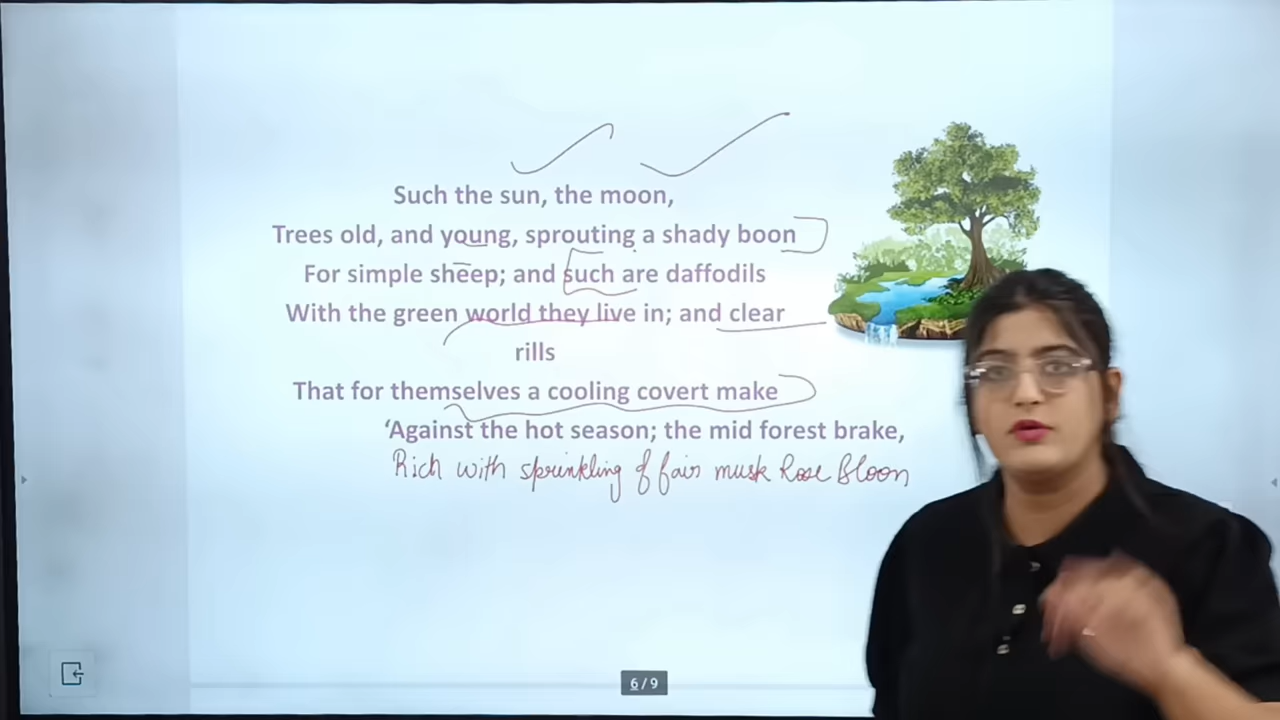 Such the sun, the moon,
Trees old, and young, sprouting a shady boon
For simple sheep; and such are daffodils
With the green world they live in; and clear
rills
That for themselves a cooling covert make
‘Against the hot season; the mid forest brake,
Rich with sprinkling of fair musk Rose Bloon
6/9